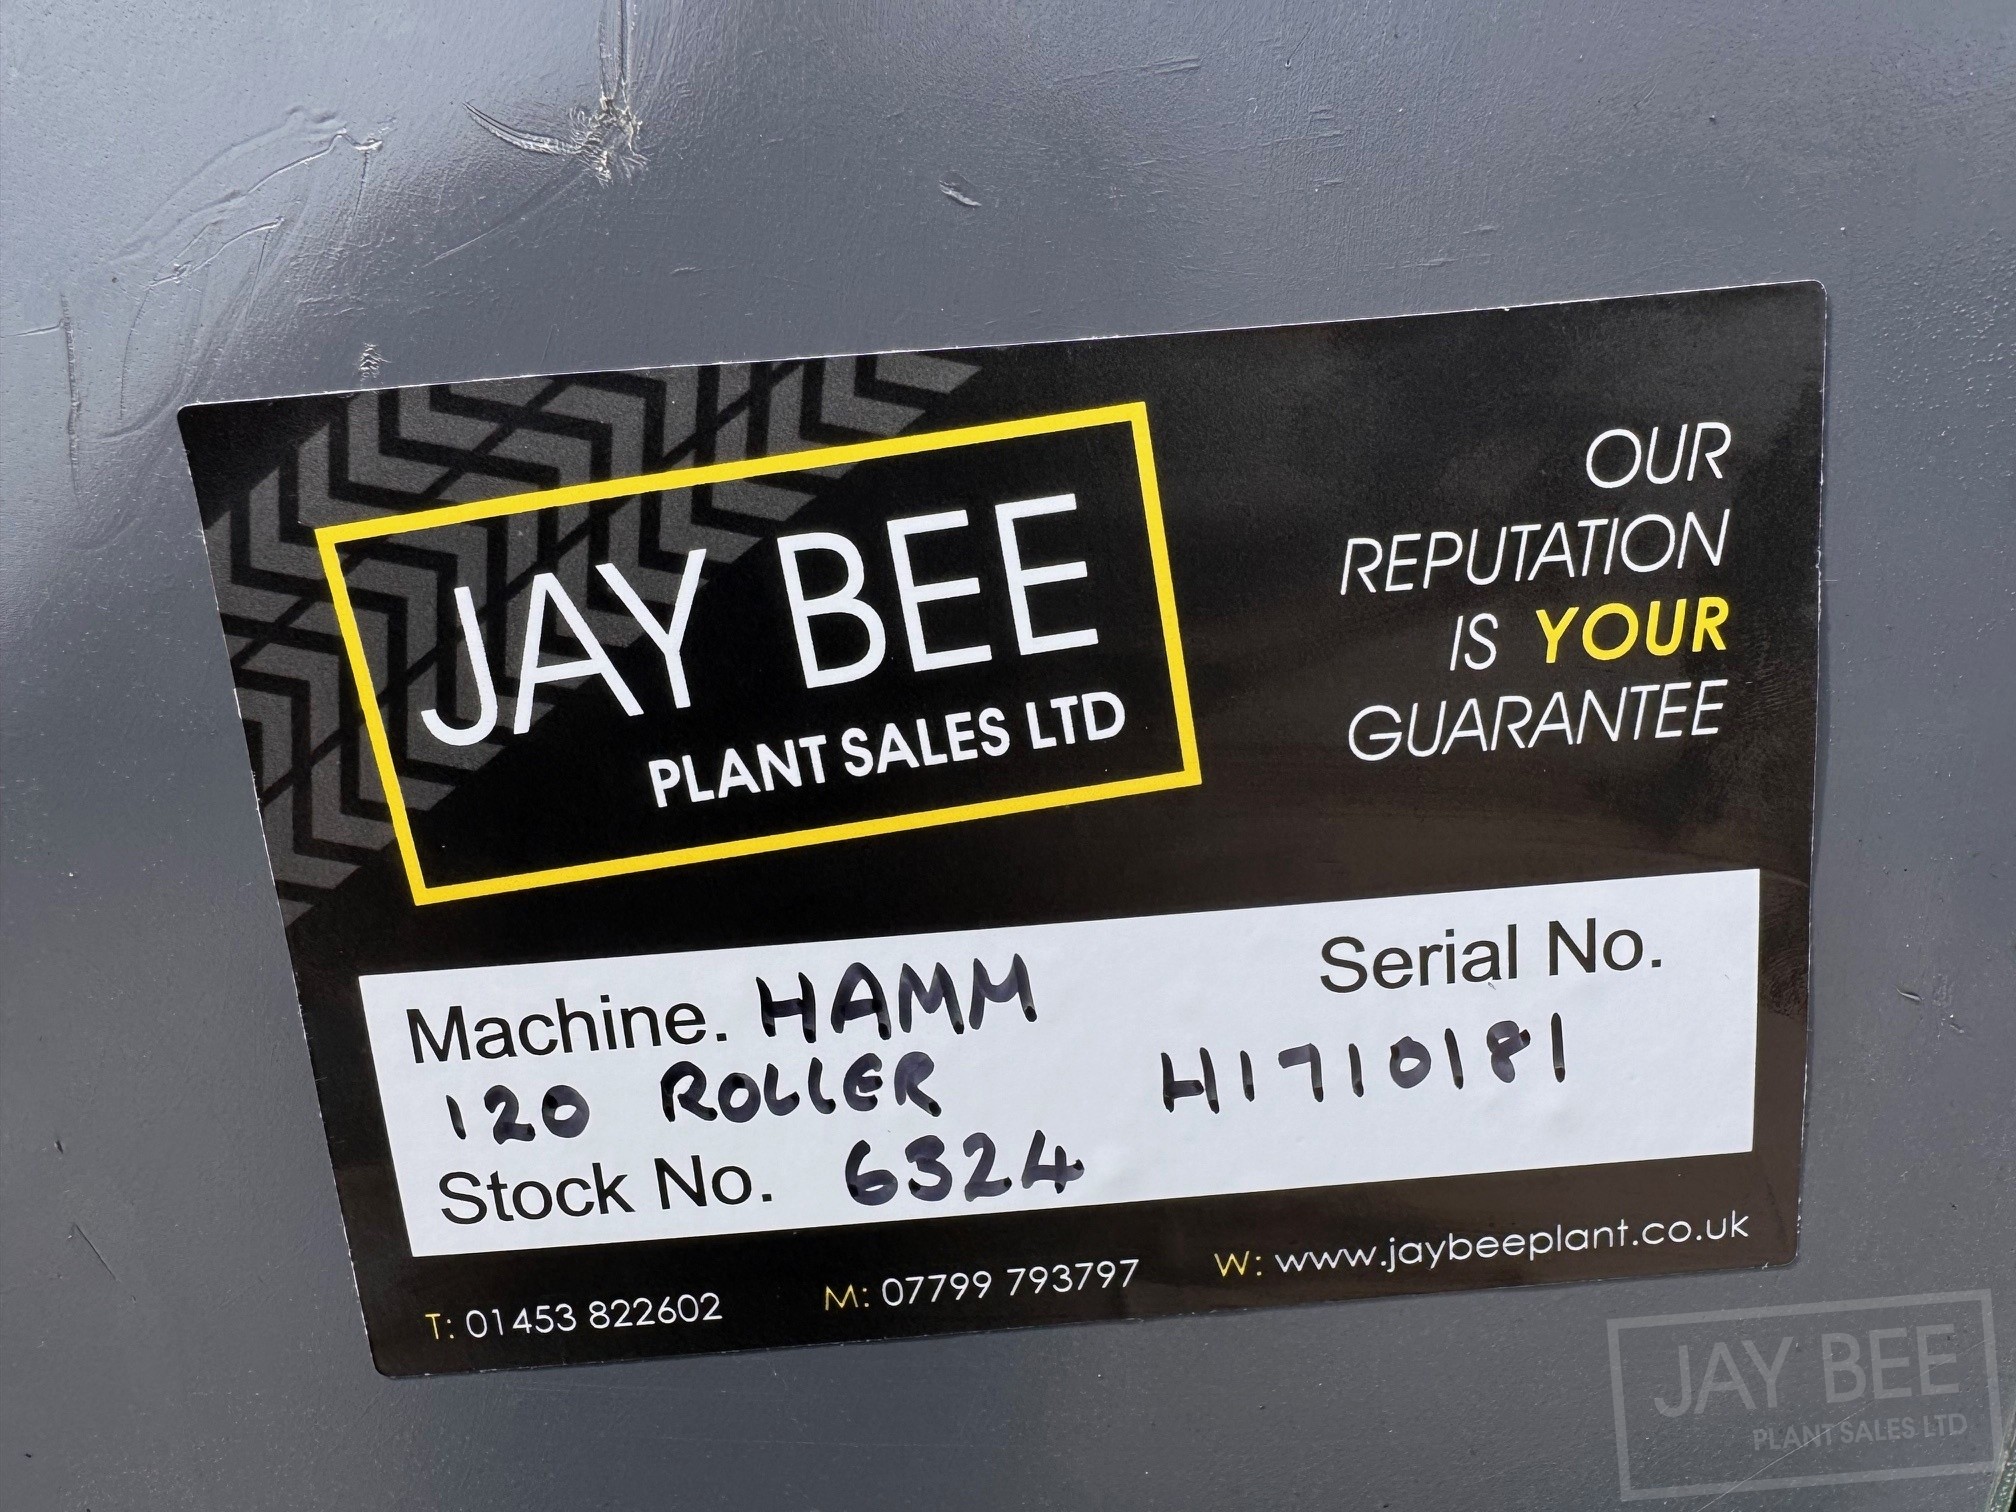 JAY BEE
PLANT SALES LTD
OUR
REPUTATION
IS YOUR
GUARANTEE
Machine. HAMM
120 ROLLER
Serial No.
H1710181
Stock No. 6324
T: 01453 822602 M: 07799 793797 W: www.jaybeeplant.co.uk
JAY BEE
PLANT SALES LTD